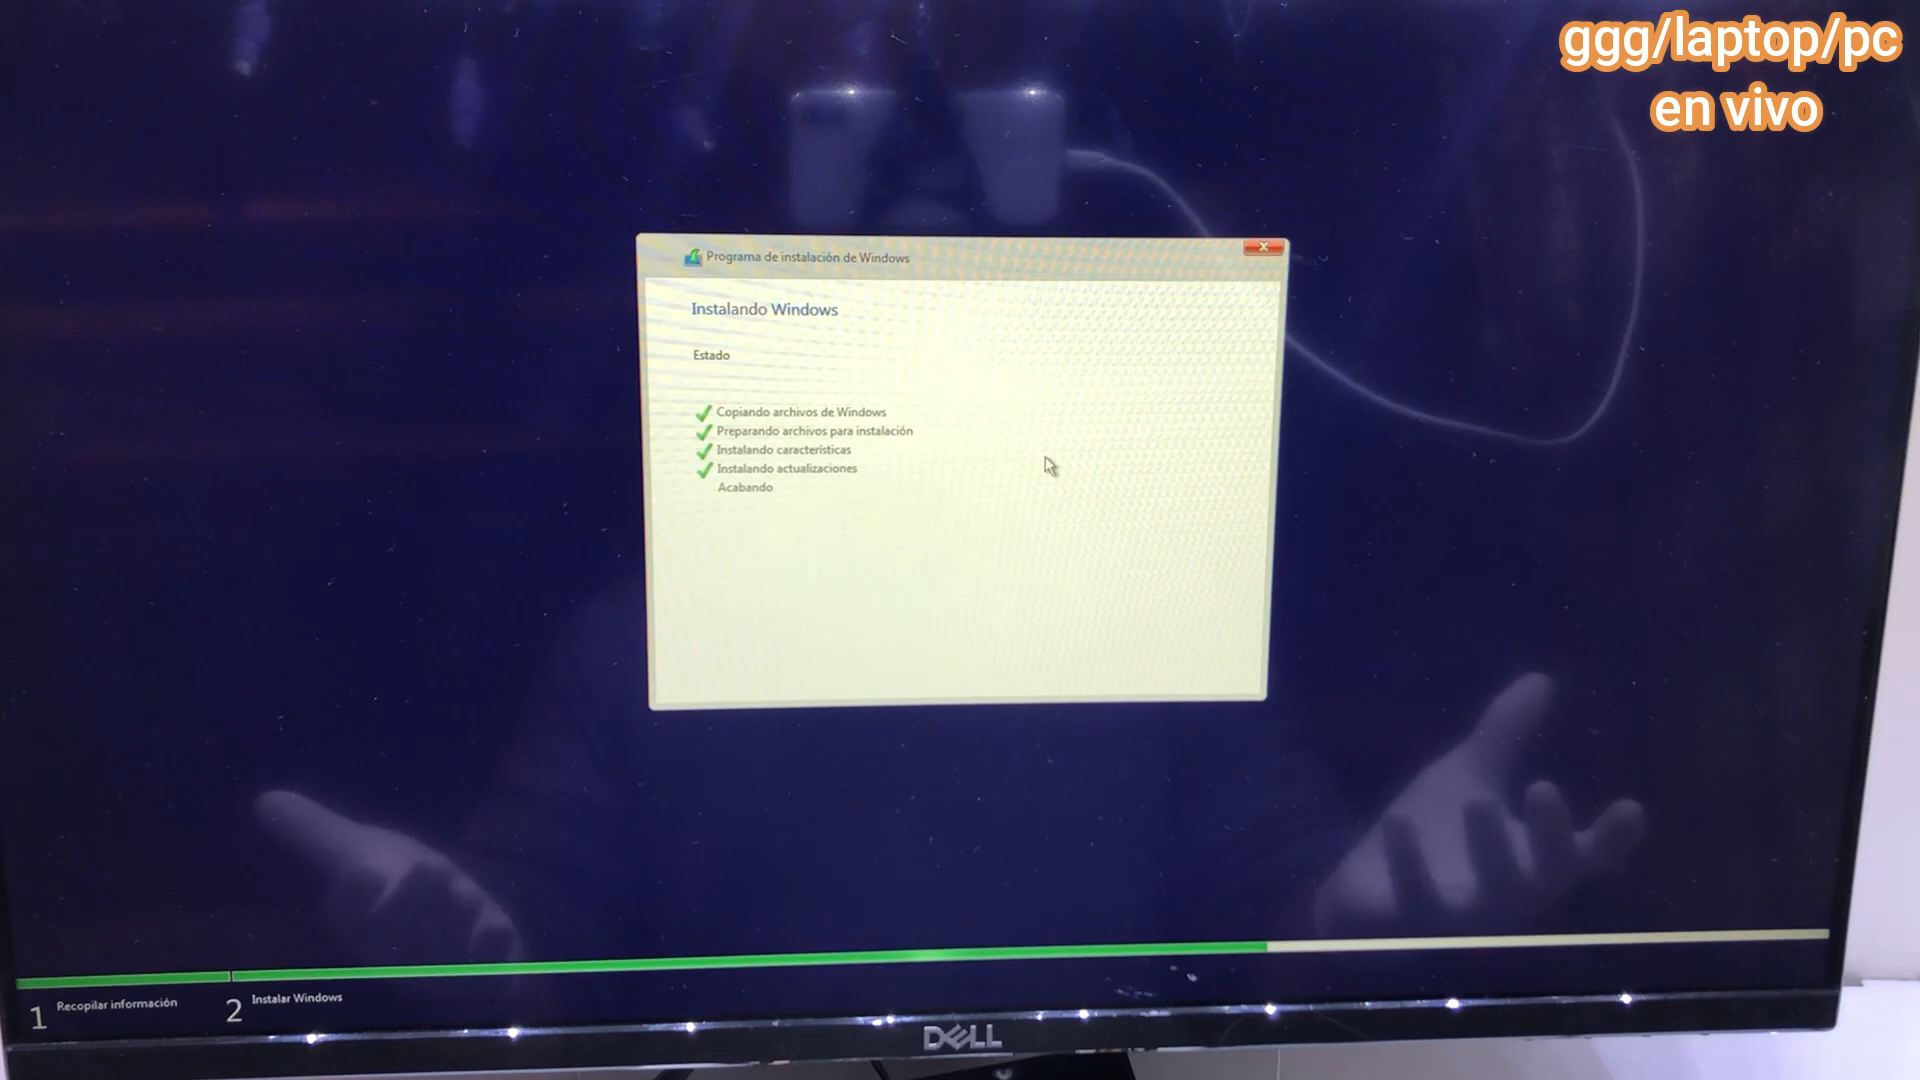 ggg/laptop/pc
en vivo
Programa de instalación de Windows
Instalando Windows
Estado
Copiando archivos de Windows
Preparando archivos para instalación
Instalando características
Instalando actualizaciones
Acabando
1 Recopilar información
2 Instalar Windows
DELL